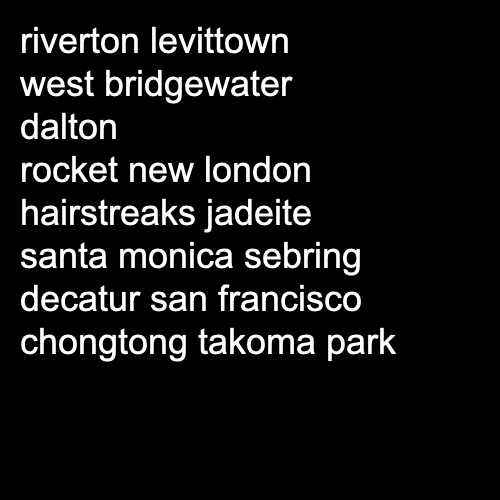 riverton levittown
west bridgewater
dalton
rocket new london
hairstreaks jadeite
santa monica sebring
decatur san francisco
chongtong takoma park